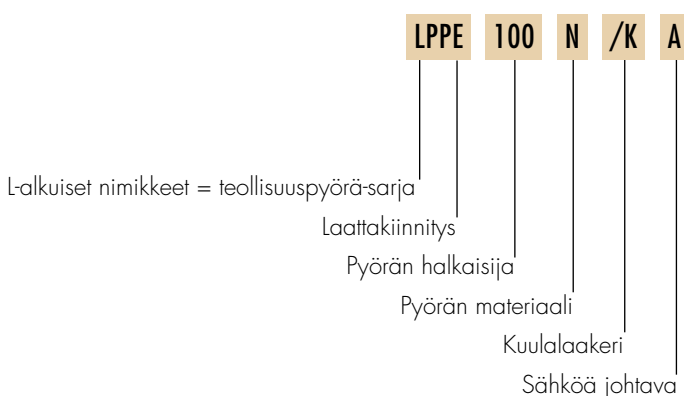 LPPE 100 N /K A
L-alkuiset nimikkeet = teollisuuspyörä-sarja
Laattakiinnitys
Pyörän halkaisija
Pyörän materiaali
Kuulalaakeri
Sähköä johtava